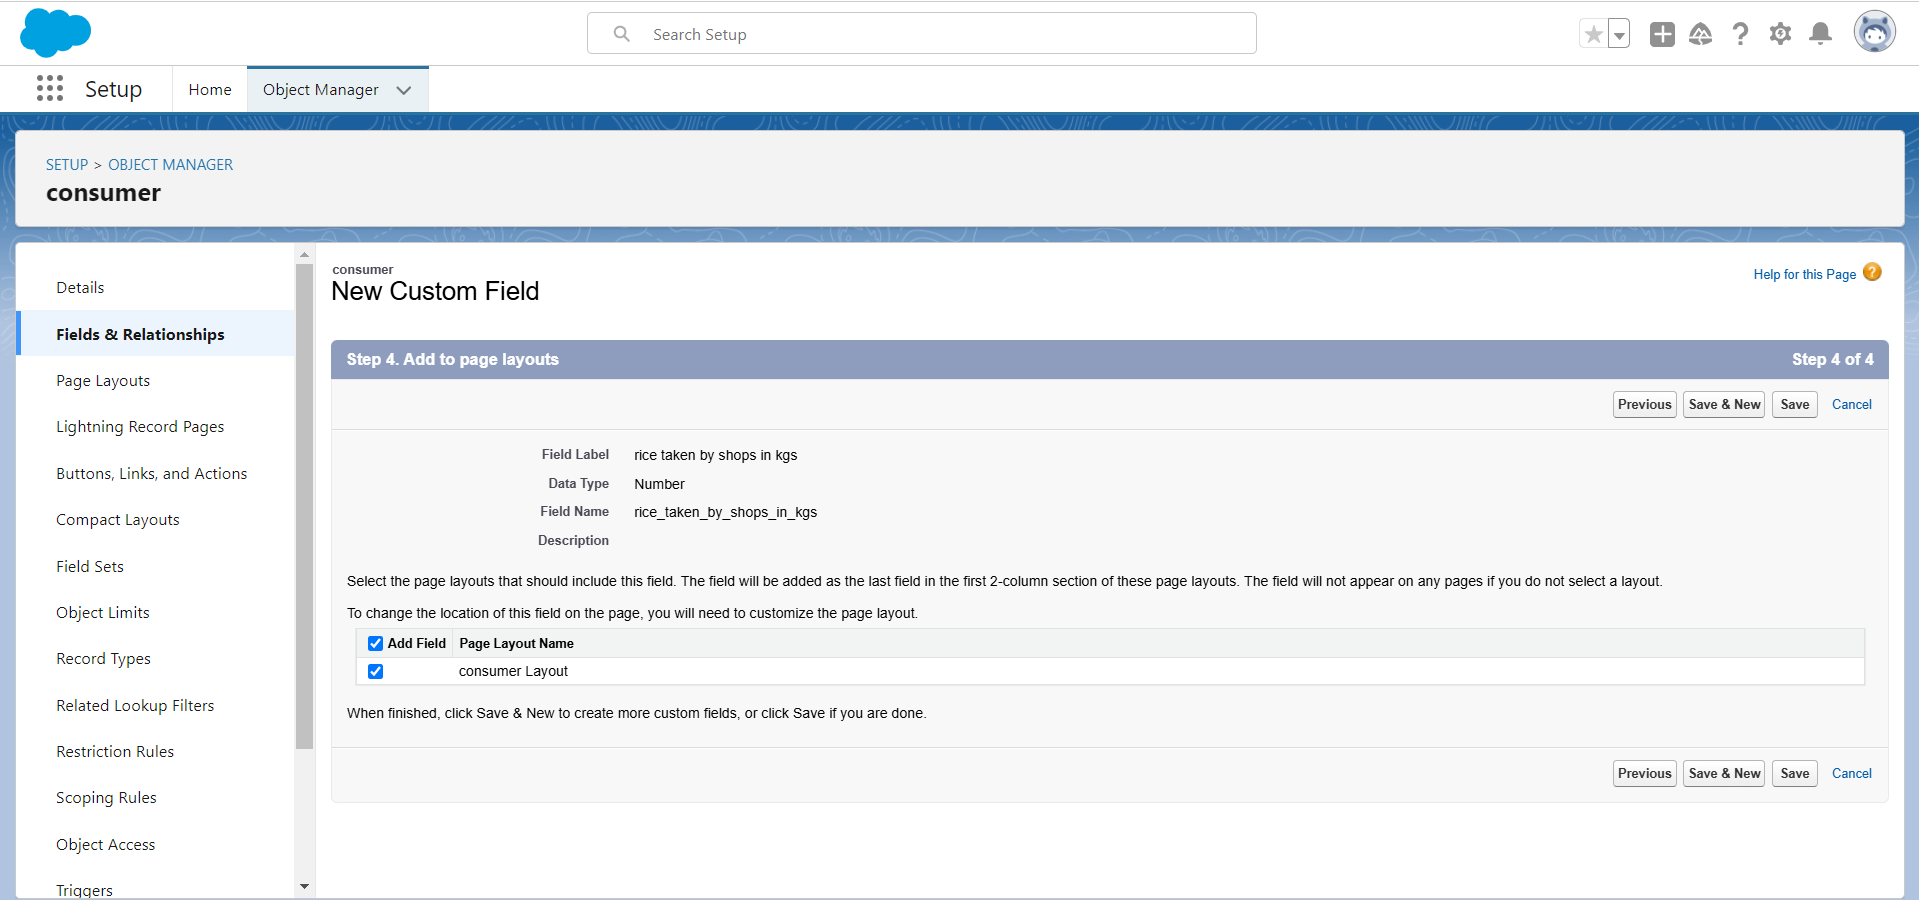 Search Setup
Setup
Home
Object Manager
SETUP > OBJECT MANAGER
consumer
Details
Fields & Relationships
Page Layouts
Lightning Record Pages
Buttons, Links, and Actions
Compact Layouts
Field Sets
Object Limits
Record Types
Related Lookup Filters
Restriction Rules
Scoping Rules
Object Access
Triggers
consumer
New Custom Field
Help for this Page ?
Step 4. Add to page layouts Step 4 of 4
Previous Save & New Save Cancel
Field Label rice taken by shops in kgs
Data Type Number
Field Name rice_taken_by_shops_in_kgs
Description
Select the page layouts that should include this field. The field will be added as the last field in the first 2-column section of these page layouts. The field will not appear on any pages if you do not select a layout.
To change the location of this field on the page, you will need to customize the page layout.
Add Field Page Layout Name
consumer Layout
When finished, click Save & New to create more custom fields, or click Save if you are done.
Previous Save & New Save Cancel